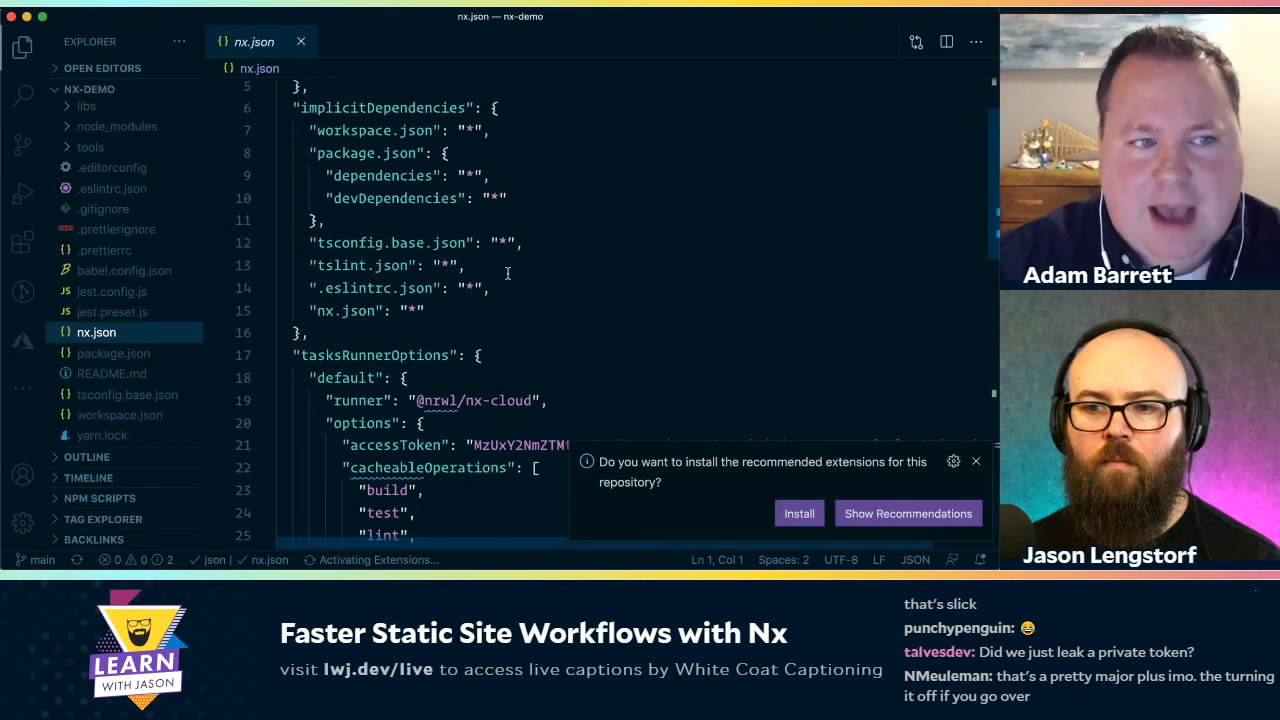 nx.json — nx-demo
EXPLORER
nx.json
OPEN EDITORS
nx.json
NX-DEMO
libs
node_modules
tools
.editorconfig
.eslintrc.json
.gitignore
.prettierignore
.prettierrc
babel.config.json
jest.config.js
jest.preset.js
nx.json
package.json
README.md
tsconfig.base.json
workspace.json
yarn.lock
OUTLINE
TIMELINE
NPM SCRIPTS
TAG EXPLORER
BACKLINKS
5 },
6 "implicitDependencies": {
7 "workspace.json": "*",
8 "package.json": {
9 "dependencies": "*",
10 "devDependencies": "*"
11 },
12 "tsconfig.base.json": "*",
13 "tslint.json": "*",
14 ".eslintrc.json": "*",
15 "nx.json": "*"
16 },
17 "tasksRunnerOptions": {
18 "default": {
19 "runner": "@nrwl/nx-cloud",
20 "options": {
21 "accessToken": "MzUxY2NmZTMt
22 "cacheableOperations": [
23 "build",
24 "test",
25 "lint",
Do you want to install the recommended extensions for this
repository?
Install
Show Recommendations
main 0 0 2 json nx.json Activating Extensions... Ln 1, Col 1 Spaces: 2 UTF-8 LF JSON
Adam Barrett
Jason Lengstorf
LEARN
WITH JASON
Faster Static Site Workflows with Nx
visit lwj.dev/live to access live captions by White Coat Captioning
that's slick
punchypenguin: 😂
talvesdev: Did we just leak a private token?
NMeuleman: that's a pretty major plus imo. the turning
it off if you go over